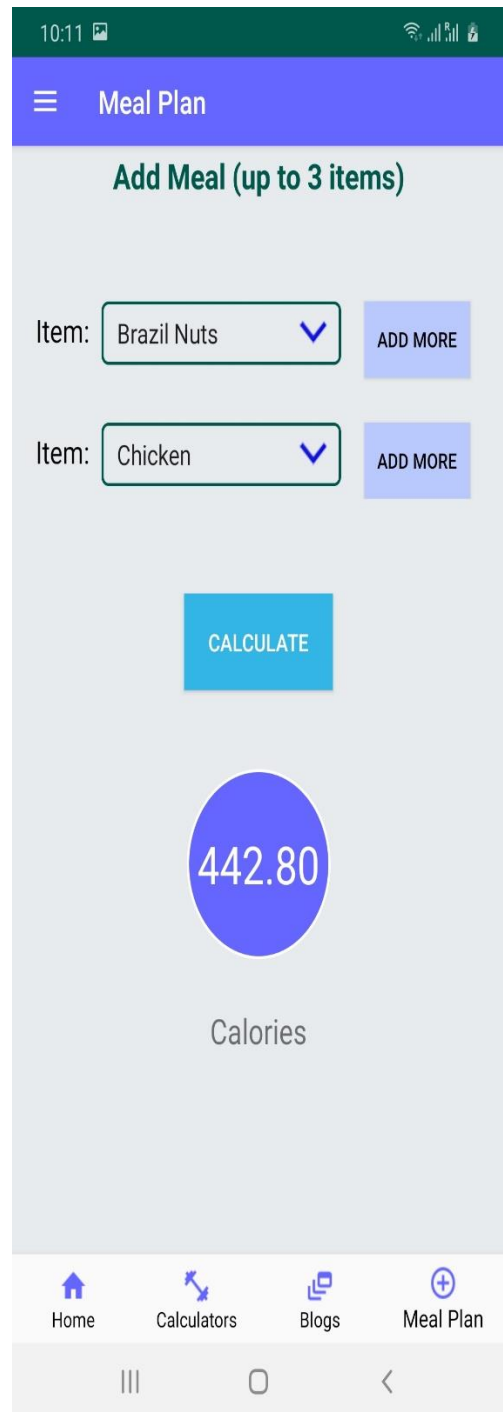 10:11
Meal Plan
Add Meal (up to 3 items)
Item: Brazil Nuts ADD MORE
Item: Chicken ADD MORE
CALCULATE
442.80
Calories
Home Calculators Blogs Meal Plan